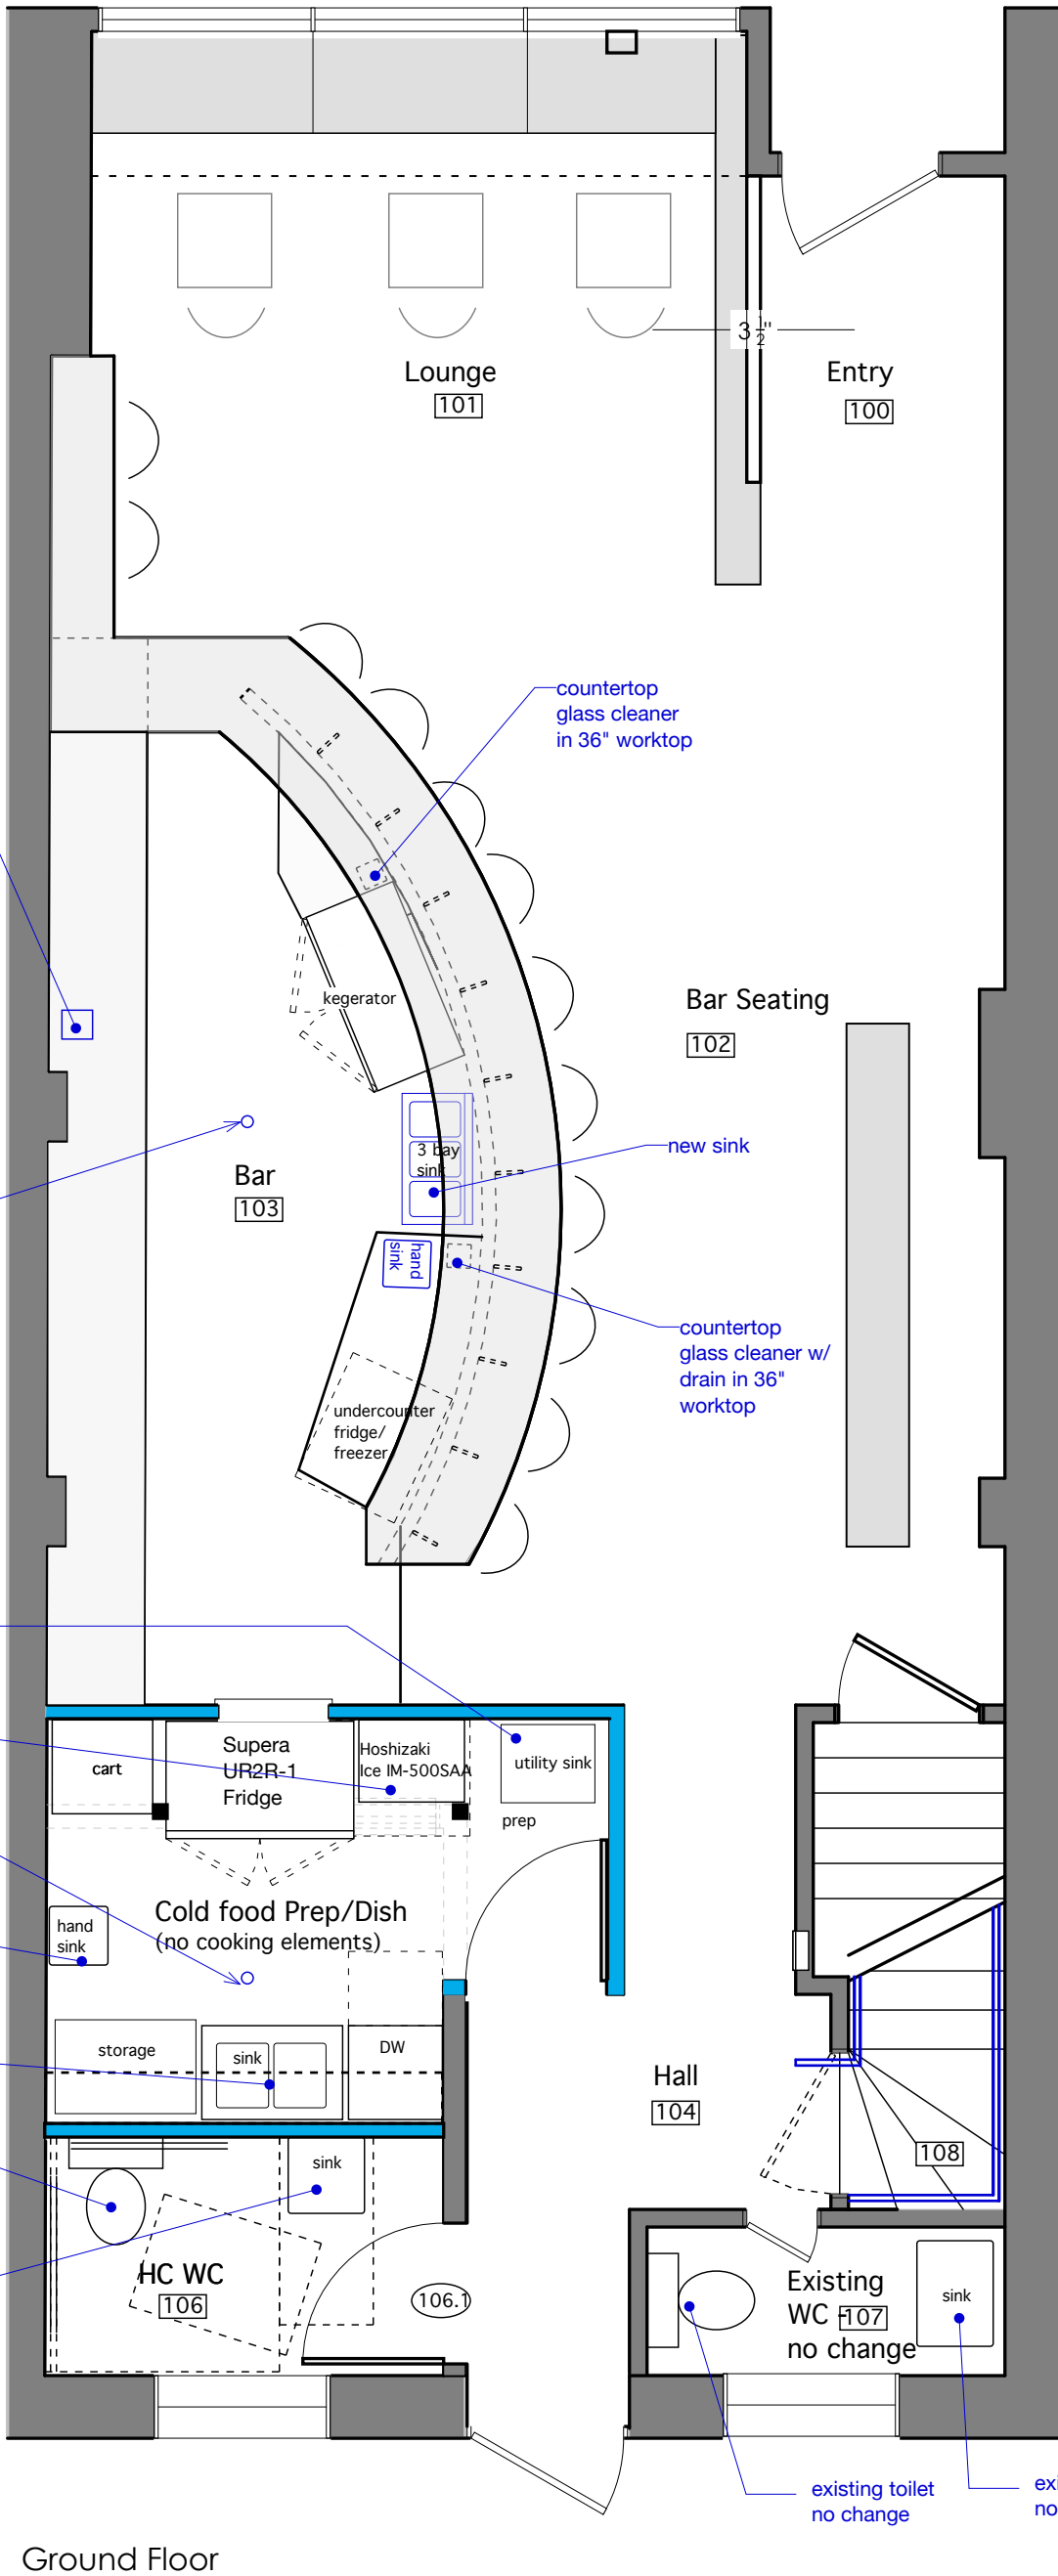 3 1/2"
Lounge
101
Entry
100
countertop
glass cleaner
in 36" worktop
kegerator
Bar Seating
102
3 bay
sink
new sink
Bar
103
hand
sink
countertop
glass cleaner w/
drain in 36"
worktop
undercounter
fridge/
freezer
cart
Supera
UR2R-1
Fridge
Hoshizaki
Ice IM-500SAA
utility sink
prep
Cold food Prep/Dish
(no cooking elements)
hand
sink
storage
sink
DW
Hall
104
108
sink
HC WC
106
106.1
Existing
WC -
107
no change
sink
existing toilet
no change
exi
no
Ground Floor